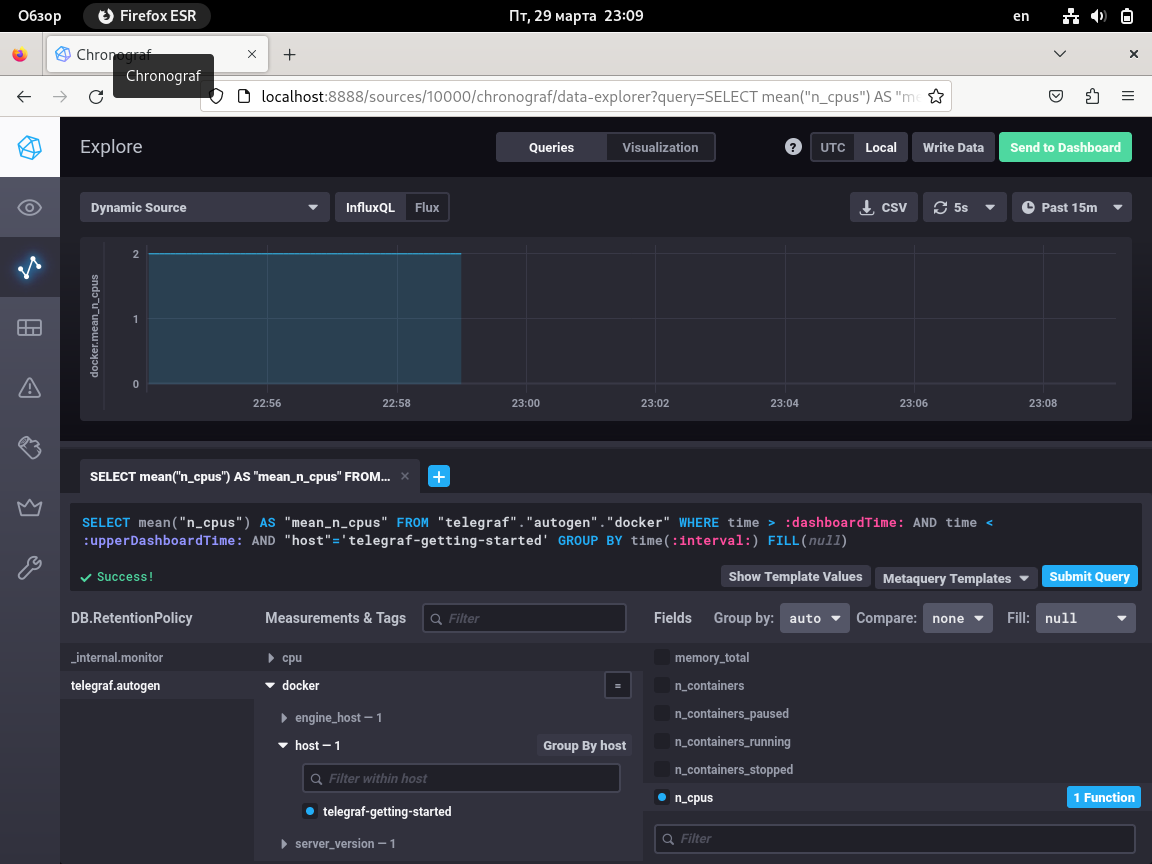 Обзор
Firefox ESR
Пт, 29 марта 23:09
en
Chronograf
Chronograf
localhost:8888/sources/10000/chronograf/data-explorer?query=SELECT mean("n_cpus") AS "me
Explore
Queries
Visualization
?
UTC
Local
Write Data
Send to Dashboard
Dynamic Source
InfluxQL
Flux
CSV
5s
Past 15m
docker.mean_n_cpus
2
1
0
22:56
22:58
23:00
23:02
23:04
23:06
23:08
SELECT mean("n_cpus") AS "mean_n_cpus" FROM...
SELECT mean("n_cpus") AS "mean_n_cpus" FROM "telegraf"."autogen"."docker" WHERE time > :dashboardTime: AND time <
:upperDashboardTime: AND "host"='telegraf-getting-started' GROUP BY time(:interval:) FILL(null)
Success!
Show Template Values
Metaquery Templates
Submit Query
DB.RetentionPolicy
Measurements & Tags
Filter
Fields
Group by:
auto
Compare:
none
Fill:
null
_internal.monitor
telegraf.autogen
cpu
docker
=
engine_host — 1
host — 1
Group By host
Filter within host
telegraf-getting-started
server_version — 1
memory_total
n_containers
n_containers_paused
n_containers_running
n_containers_stopped
n_cpus
1 Function
Filter